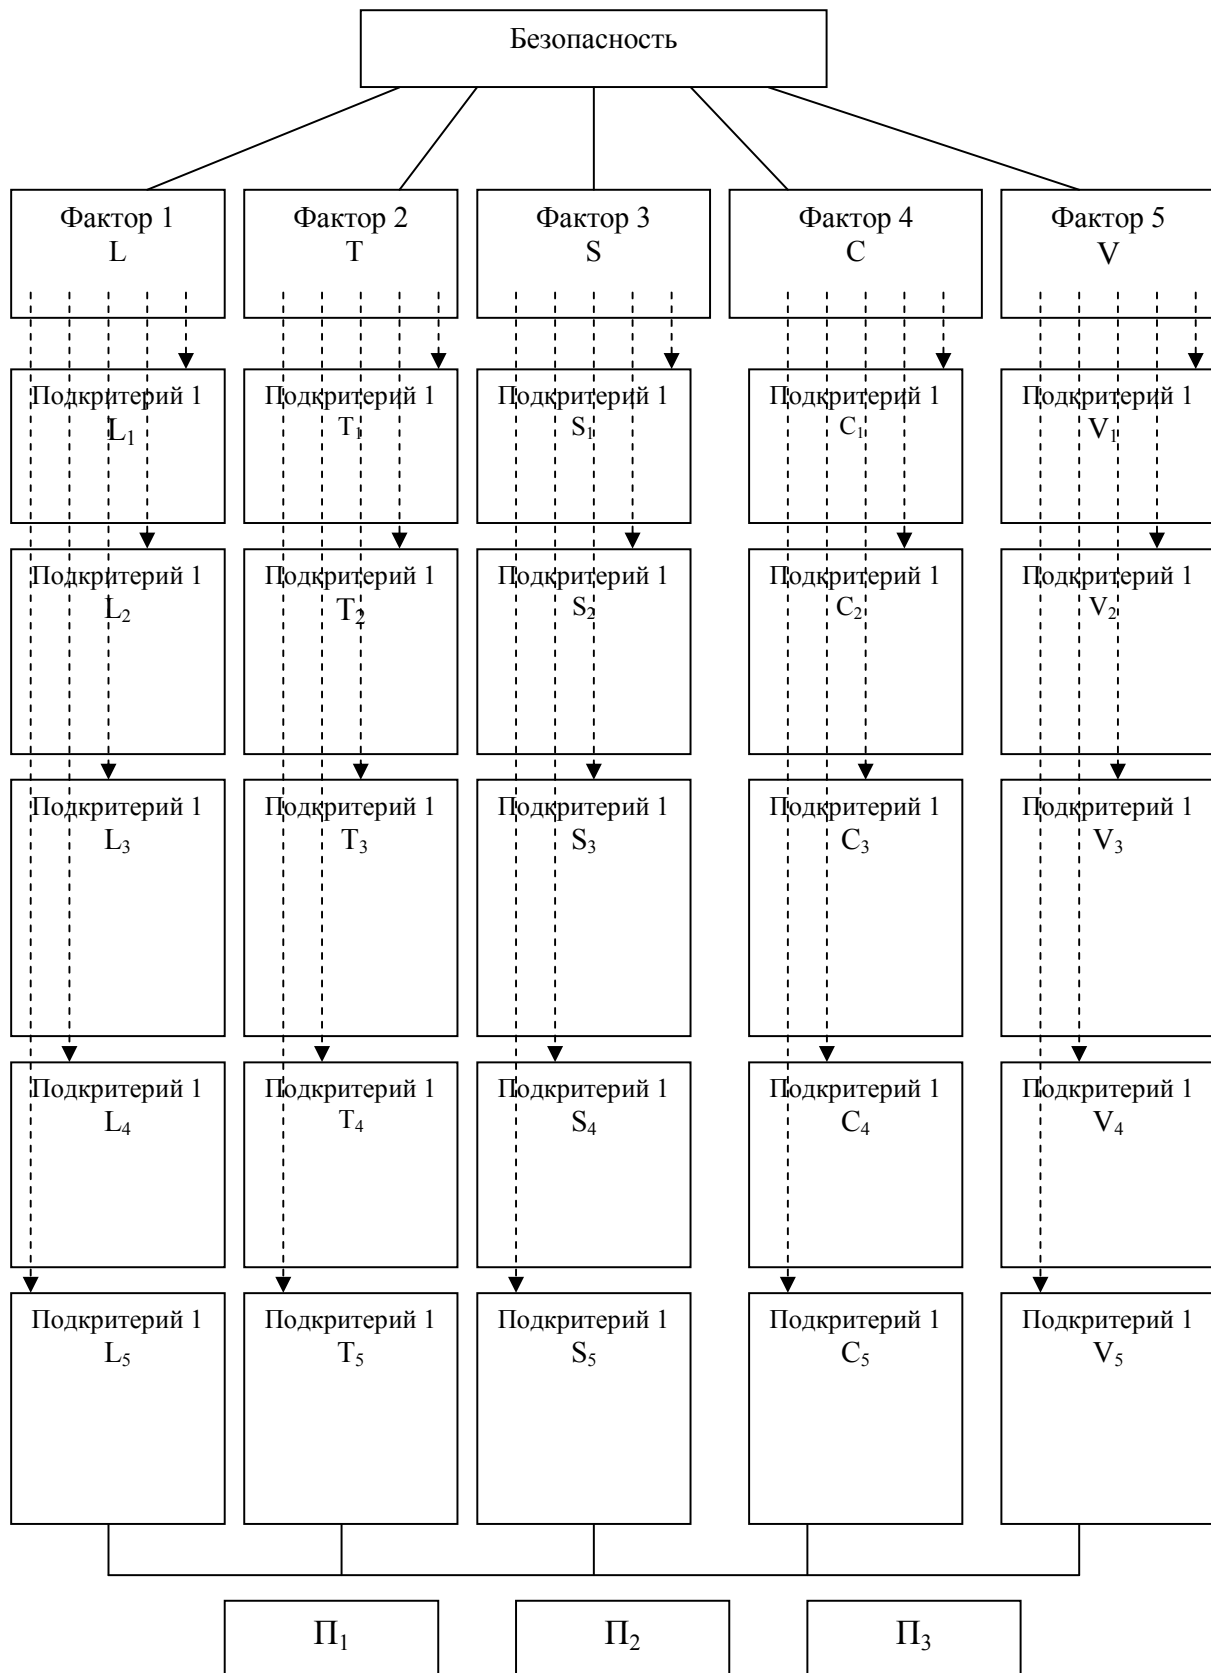 Безопасность
Фактор 1
L
Фактор 2
T
Фактор 3
S
Фактор 4
C
Фактор 5
V
Подкритерий 1
L₁
Подкритерий 1
T₁
Подкритерий 1
S₁
Подкритерий 1
C₁
Подкритерий 1
V₁
Подкритерий 1
L₂
Подкритерий 1
T₂
Подкритерий 1
S₂
Подкритерий 1
C₂
Подкритерий 1
V₂
Подкритерий 1
L₃
Подкритерий 1
T₃
Подкритерий 1
S₃
Подкритерий 1
C₃
Подкритерий 1
V₃
Подкритерий 1
L₄
Подкритерий 1
T₄
Подкритерий 1
S₄
Подкритерий 1
C₄
Подкритерий 1
V₄
Подкритерий 1
L₅
Подкритерий 1
T₅
Подкритерий 1
S₅
Подкритерий 1
C₅
Подкритерий 1
V₅
П₁
П₂
П₃